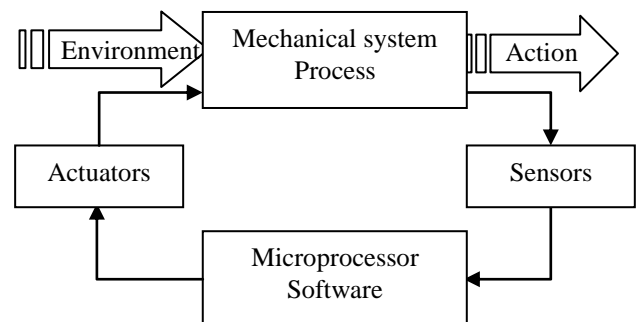 Environment
Mechanical system
Process
Action
Actuators
Sensors
Microprocessor
Software